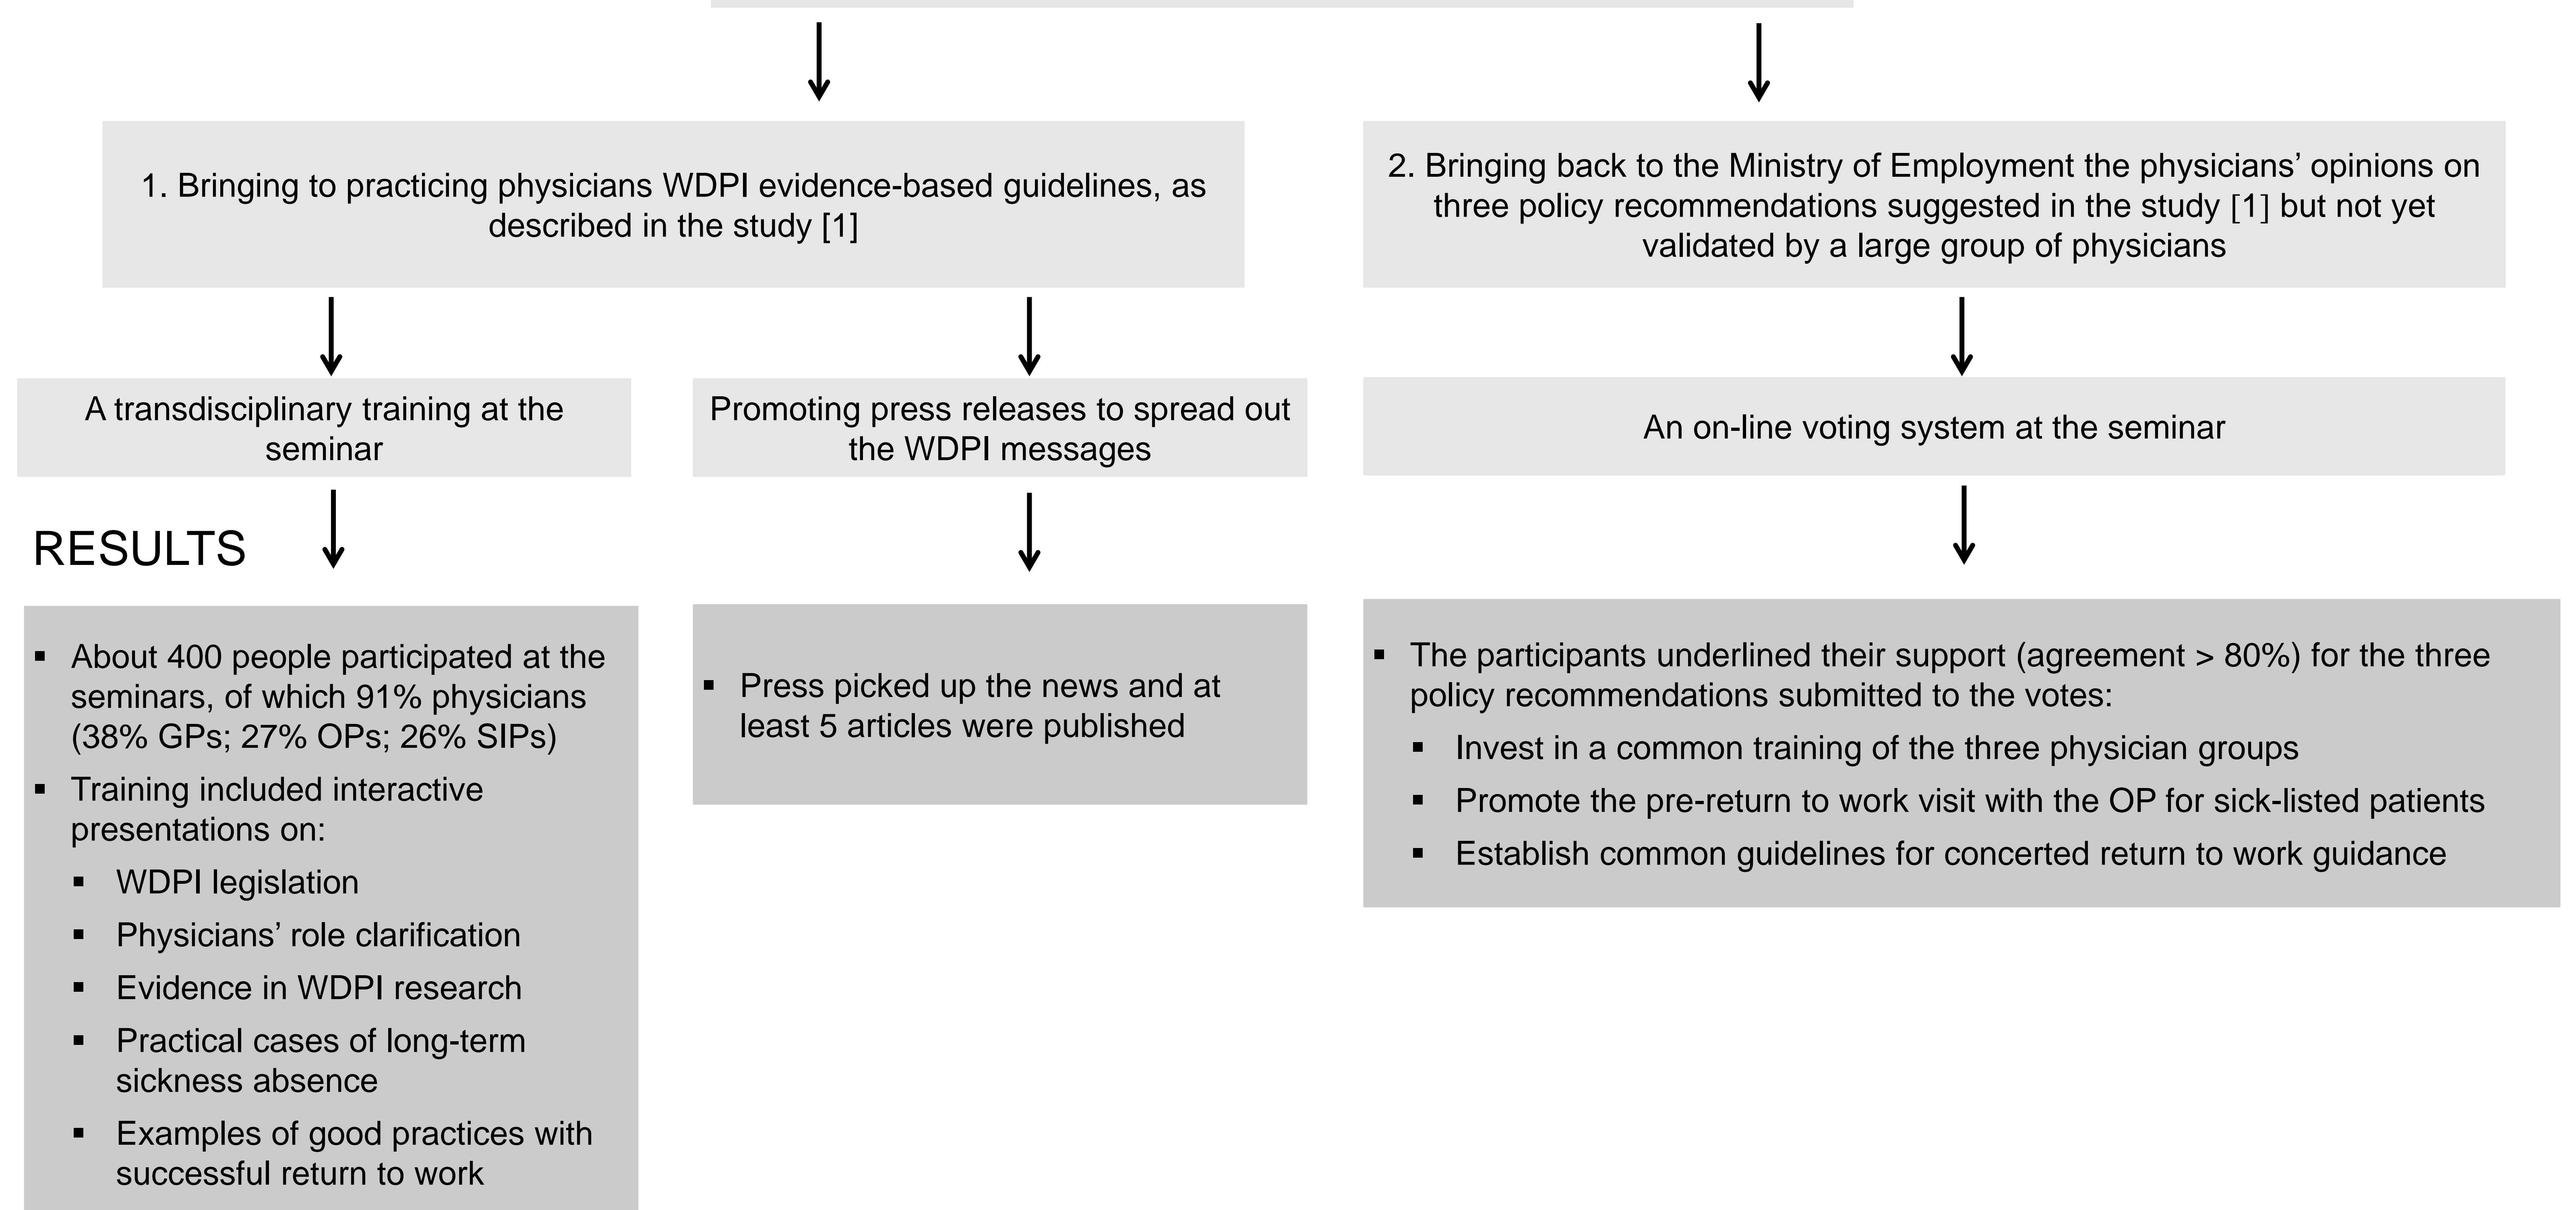 1. Bringing to practicing physicians WDPI evidence-based guidelines, as
described in the study [1]
2. Bringing back to the Ministry of Employment the physicians’ opinions on
three policy recommendations suggested in the study [1] but not yet
validated by a large group of physicians
A transdisciplinary training at the
seminar
Promoting press releases to spread out
the WDPI messages
An on-line voting system at the seminar
RESULTS
▪ About 400 people participated at the
seminars, of which 91% physicians
(38% GPs; 27% OPs; 26% SIPs)
▪ Training included interactive
presentations on:
▪ WDPI legislation
▪ Physicians’ role clarification
▪ Evidence in WDPI research
▪ Practical cases of long-term
sickness absence
▪ Examples of good practices with
successful return to work
▪ Press picked up the news and at
least 5 articles were published
▪ The participants underlined their support (agreement > 80%) for the three
policy recommendations submitted to the votes:
▪ Invest in a common training of the three physician groups
▪ Promote the pre-return to work visit with the OP for sick-listed patients
▪ Establish common guidelines for concerted return to work guidance